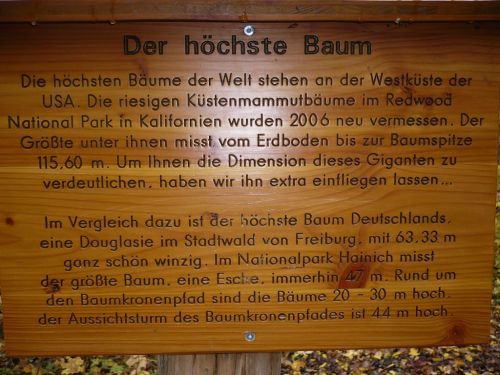 Der höchste Baum
Die höchsten Bäume der Welt stehen an der Westküste der
USA. Die riesigen Küstenmammutbäume im Redwood
National Park in Kalifornien wurden 2006 neu vermessen. Der
Größte unter ihnen misst vom Erdboden bis zur Baumspitze
115,60 m. Um Ihnen die Dimension dieses Giganten zu
verdeutlichen, haben wir ihn extra einfliegen lassen...
Im Vergleich dazu ist der höchste Baum Deutschlands,
eine Douglasie im Stadtwald von Freiburg, mit 63,33 m
ganz schön winzig. Im Nationalpark Hainich misst
der größte Baum, eine Esche, immerhin 47 m. Rund um
den Baumkronenpfad sind die Bäume 20 - 30 m hoch,
der Aussichtsturm des Baumkronenpfades ist 44 m hoch.